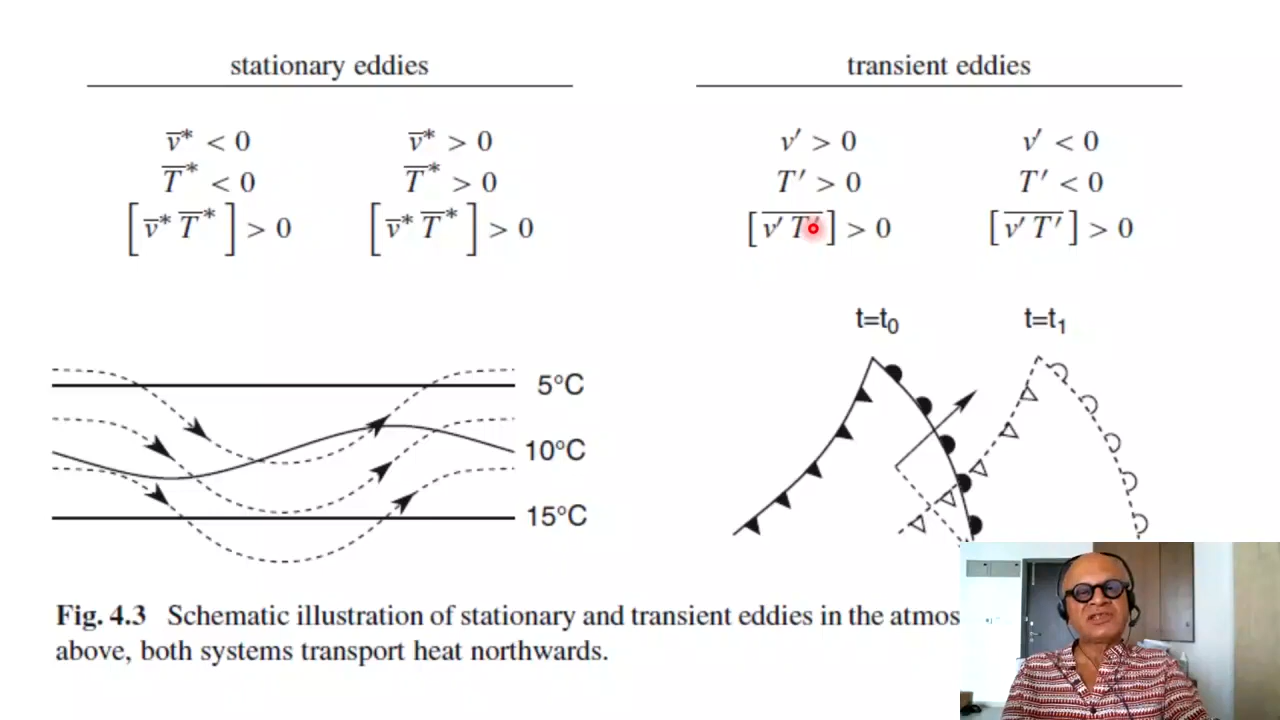 stationary eddies
v̅* < 0 v̅* > 0
T̅* < 0 T̅* > 0
[v̅* T̅*] > 0 [v̅* T̅*] > 0
5°C
10°C
15°C
transient eddies
v′ > 0 v′ < 0
T′ > 0 T′ < 0
[v′ T′] > 0 [v′ T′] > 0
t=t₀ t=t₁
Fig. 4.3 Schematic illustration of stationary and transient eddies in the atmos
above, both systems transport heat northwards.